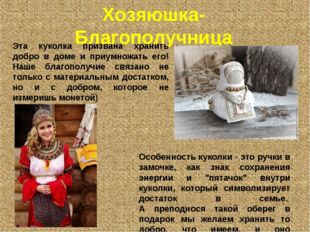 Хозяюшка-
Благополучница
Эта куколка призвана хранить
добро в доме и приумножать его!
Наше благополучие связано не
только с материальным достатком,
но и с добром, которое не
измеришь монетой)
Особенность куколки - это ручки в
замочке, как знак сохранения
энергии и "пятачок" внутри
куколки, который символизирует
достаток в семье.
А преподнося такой оберег в
подарок мы желаем хранить то
добро, что имеем, и оно